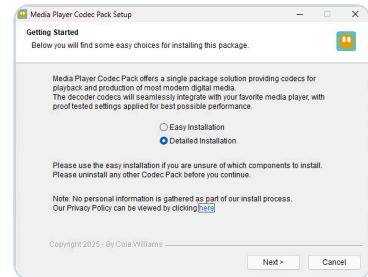 Media Player Codec Pack Setup
Getting Started
Below you will find some easy choices for installing this package.
Media Player Codec Pack offers a single package solution providing codecs for
playback and production of most modern digital media.
The decoder codecs will seamlessly integrate with your favorite media player, with
proof tested settings applied for best possible performance.
Easy Installation
Detailed Installation
Please use the easy installation if you are unsure of which components to install.
Please uninstall any other Codec Pack before you continue.
Note: No personal information is gathered as part of our install process.
Our Privacy Policy can be viewed by clicking here
Copyright 2025 - By Cole Williams
Next > Cancel